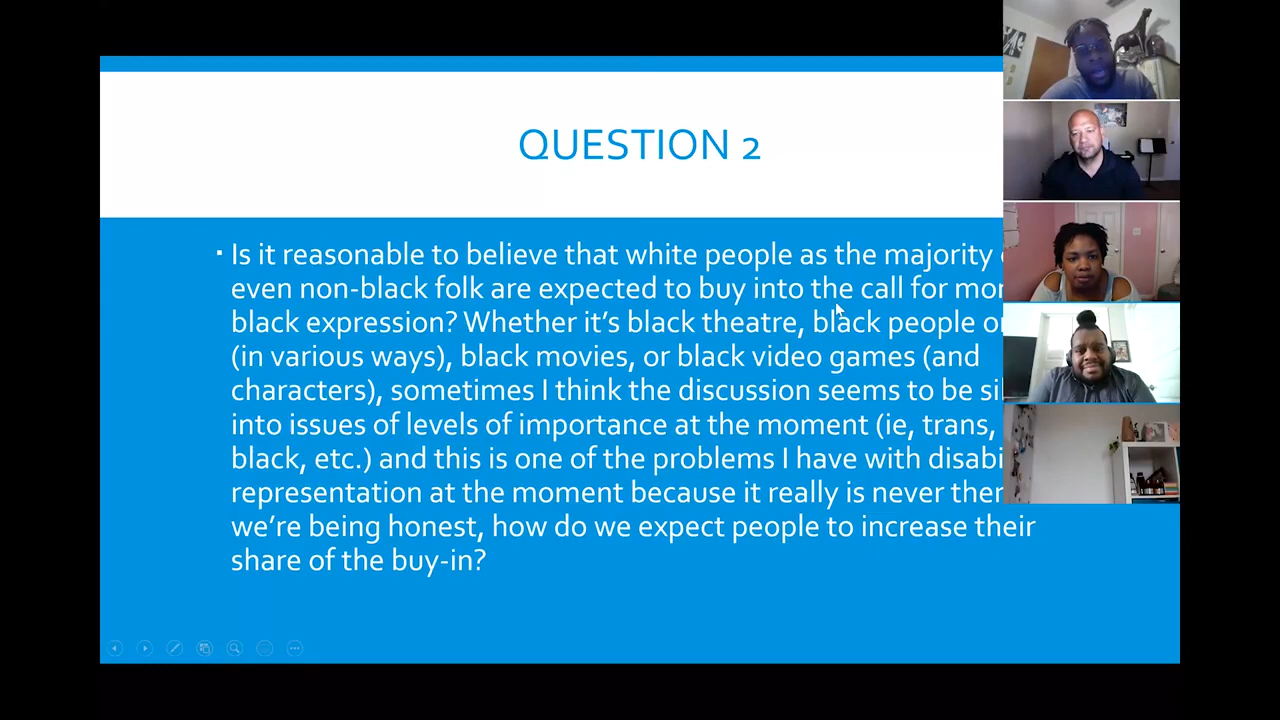 QUESTION 2
▪ Is it reasonable to believe that white people as the majority
even non-black folk are expected to buy into the call for
black expression? Whether it's black theatre, black people
(in various ways), black movies, or black video games (and
characters), sometimes I think the discussion seems to be
into issues of levels of importance at the moment (ie, trans,
black, etc.) and this is one of the problems I have with
representation at the moment because it really is never
we're being honest, how do we expect people to increase their
share of the buy-in?